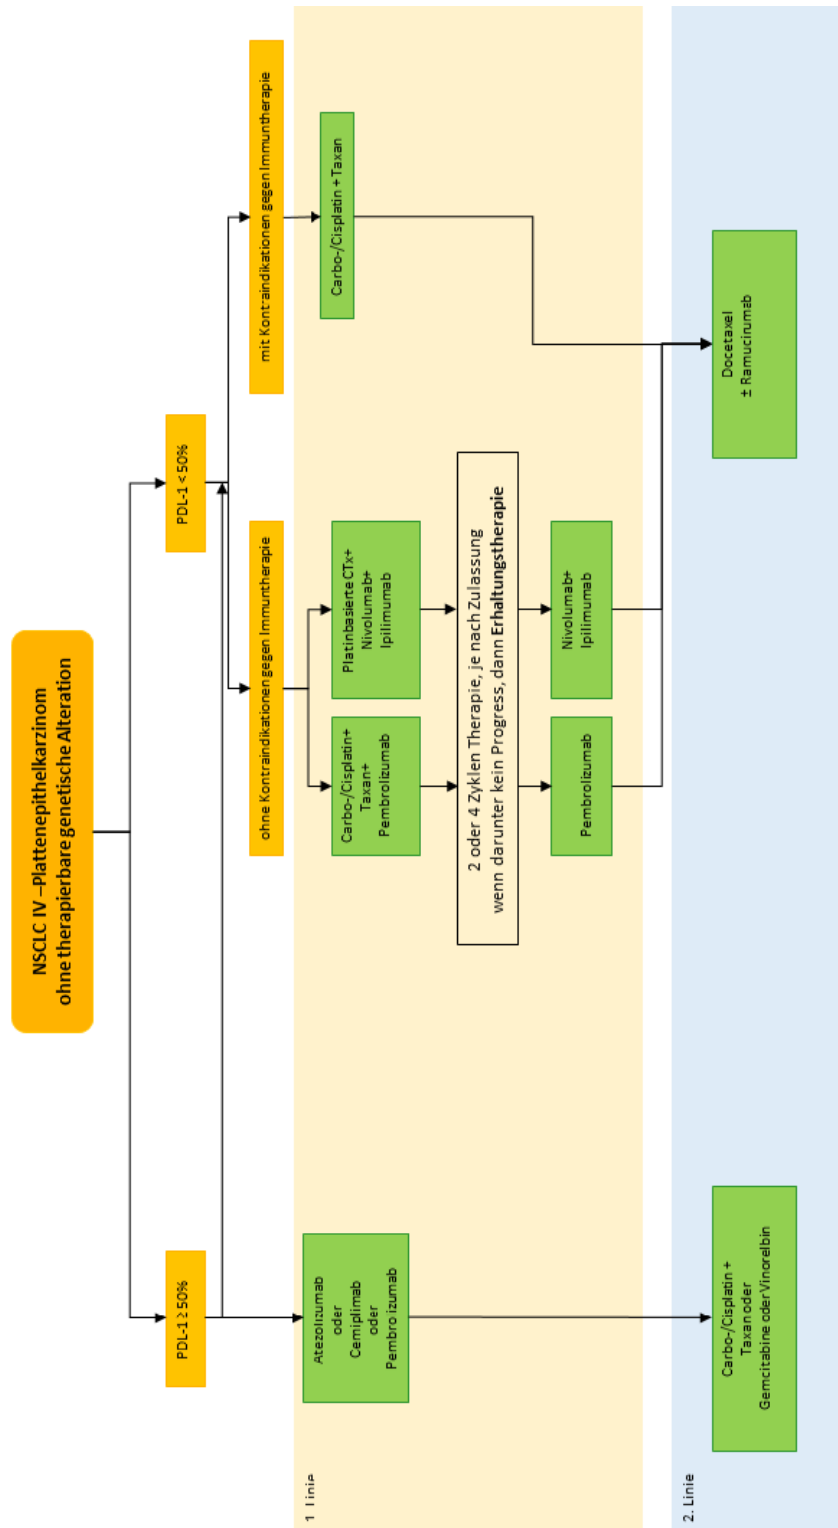 NSCLC IV –Plattenepithelkarzinom
ohne therapierbare genetische Alteration
PDL-1 ≥ 50%
PDL-1 < 50%
ohne Kontraindikationen gegen Immuntherapie
mit Kontraindikationen gegen Immuntherapie
1. Linie
Atezolizumab
oder
Cemiplimab
oder
Pembro izumab
Carbo-/Cisplatin+
Taxan+
Pembrolizumab
Platinbasierte CTx+
Nivolumab+
Ipilimumab
Carbo-/Cisplatin + Taxan
2 oder 4 Zyklen Therapie, je nach Zulassung
wenn darunter kein Progress, dann Erhaltungstherapie
Pembrolizumab
Nivolumab+
Ipilimumab
2. Linie
Carbo-/Cisplatin +
Taxan oder
Gemcitabine oder Vinorelbin
Docetaxel
± Ramucirumab